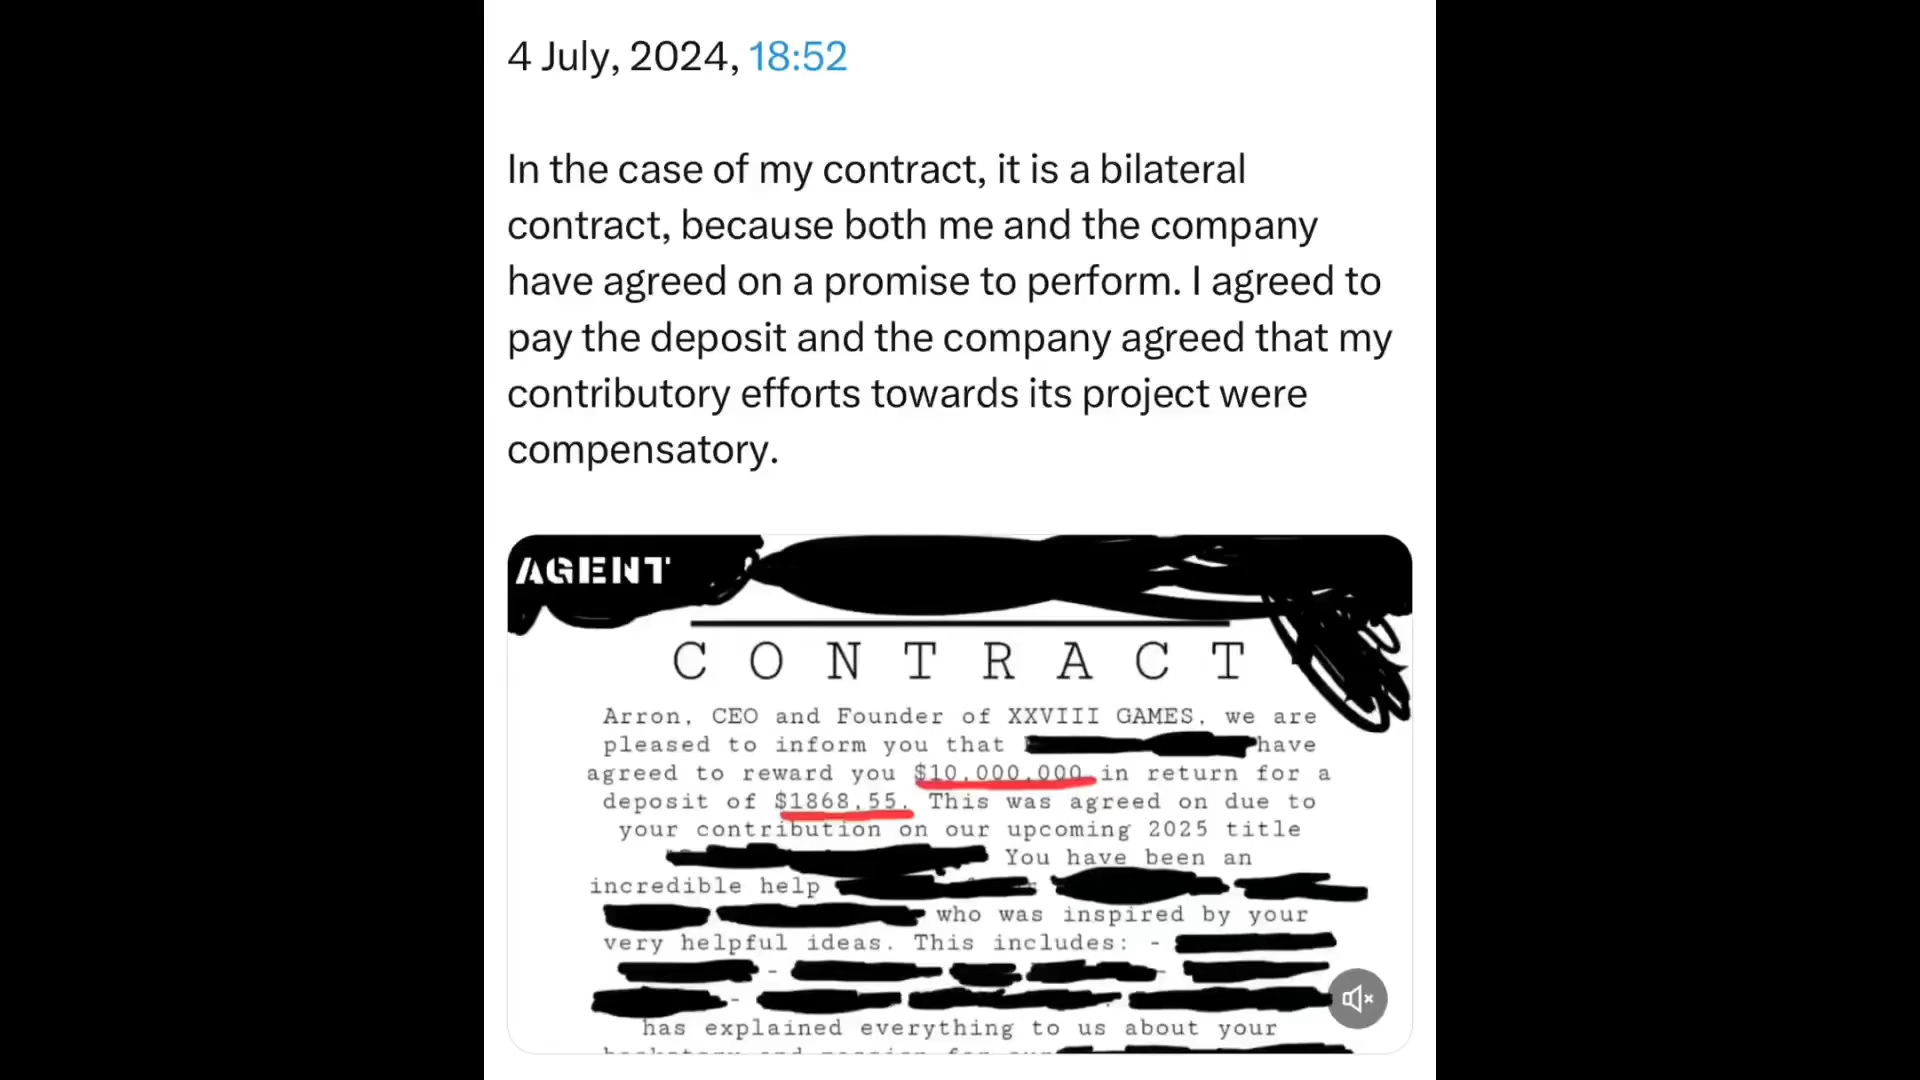 4 July, 2024, 18:52
In the case of my contract, it is a bilateral
contract, because both me and the company
have agreed on a promise to perform. I agreed to
pay the deposit and the company agreed that my
contributory efforts towards its project were
compensatory.
AGENT
CONTRACT
Arron, CEO and Founder of XXVIII GAMES, we are
pleased to inform you that have
agreed to reward you $10,000,000 in return for a
deposit of $1868,55. This was agreed on due to
your contribution on our upcoming 2025 title
You have been an
incredible help
who was inspired by your
very helpful ideas. This includes: -
-
-
has explained everything to us about your